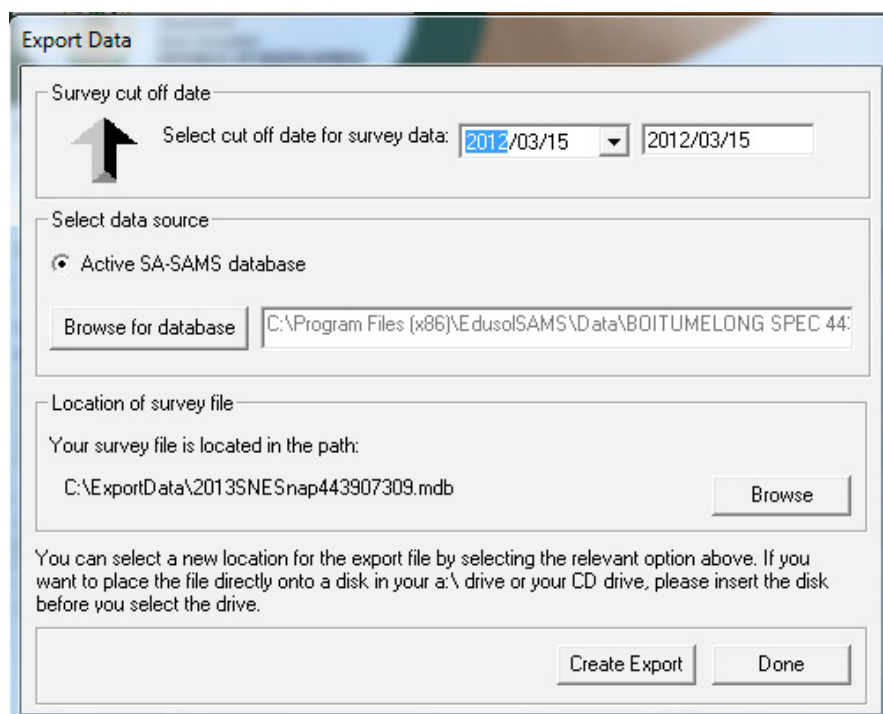 Export Data
Survey cut off date
Select cut off date for survey data: 2012/03/15 2012/03/15
Select data source
Active SA-SAMS database
Browse for database C:\Program Files (x86)\EdusolSAMS\Data\BOITUMELONG SPEC 44
Location of survey file
Your survey file is located in the path:
C:\ExportData\2013SNESnap443907309.mdb
Browse
You can select a new location for the export file by selecting the relevant option above. If you
want to place the file directly onto a disk in your a:\ drive or your CD drive, please insert the disk
before you select the drive.
Create Export Done